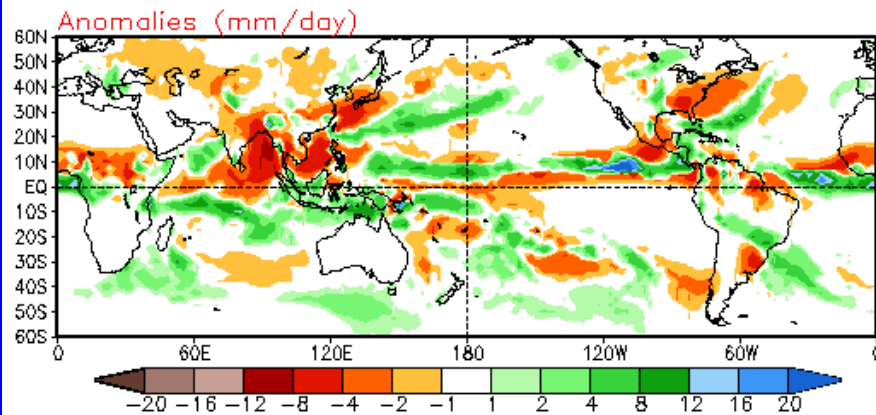 Anomalies (mm/day)
60N
50N
40N
30N
20N
10N
EQ
10S
20S
30S
40S
50S
60S
0 60E 120E 180 120W 60W 0
−20 −16 −12 −8 −4 −2 −1 1 2 4 8 12 16 20